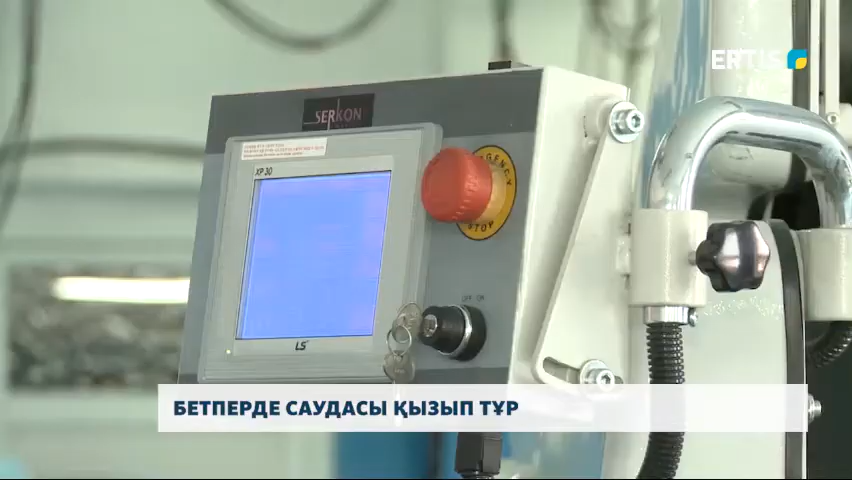 ERTIS
SERKON
XP 30
EMERGENCY
STOP
OFF ON
LS
БЕТПЕРДЕ САУДАСЫ ҚЫЗЫП ТҰР